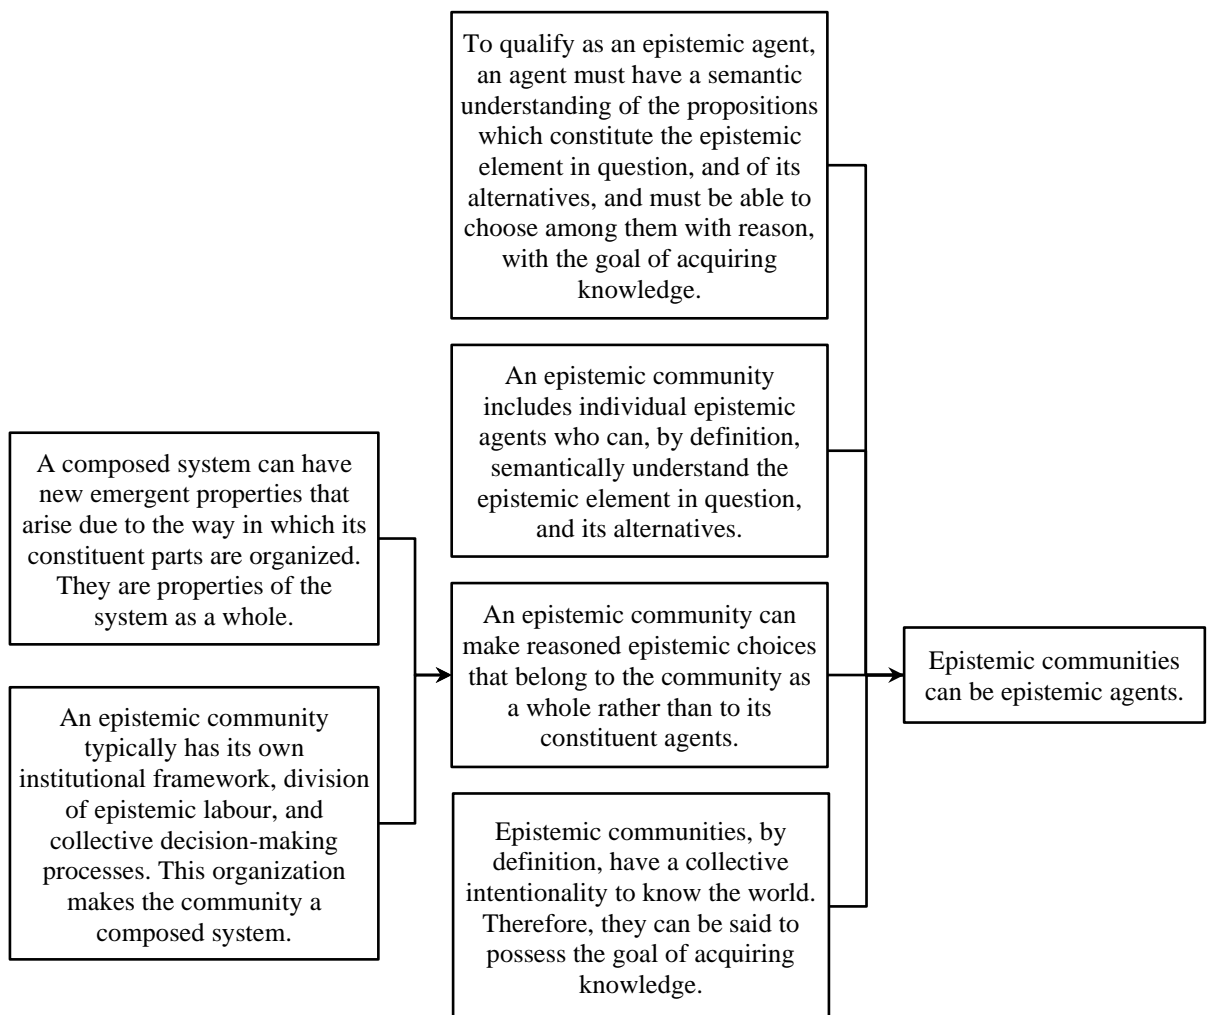 To qualify as an epistemic agent,
an agent must have a semantic
understanding of the propositions
which constitute the epistemic
element in question, and of its
alternatives, and must be able to
choose among them with reason,
with the goal of acquiring
knowledge.
An epistemic community
includes individual epistemic
agents who can, by definition,
semantically understand the
epistemic element in question,
and its alternatives.
A composed system can have
new emergent properties that
arise due to the way in which its
constituent parts are organized.
They are properties of the
system as a whole.
An epistemic community can
make reasoned epistemic choices
that belong to the community as
a whole rather than to its
constituent agents.
Epistemic communities
can be epistemic agents.
An epistemic community
typically has its own
institutional framework, division
of epistemic labour, and
collective decision-making
processes. This organization
makes the community a
composed system.
Epistemic communities, by
definition, have a collective
intentionality to know the world.
Therefore, they can be said to
possess the goal of acquiring
knowledge.